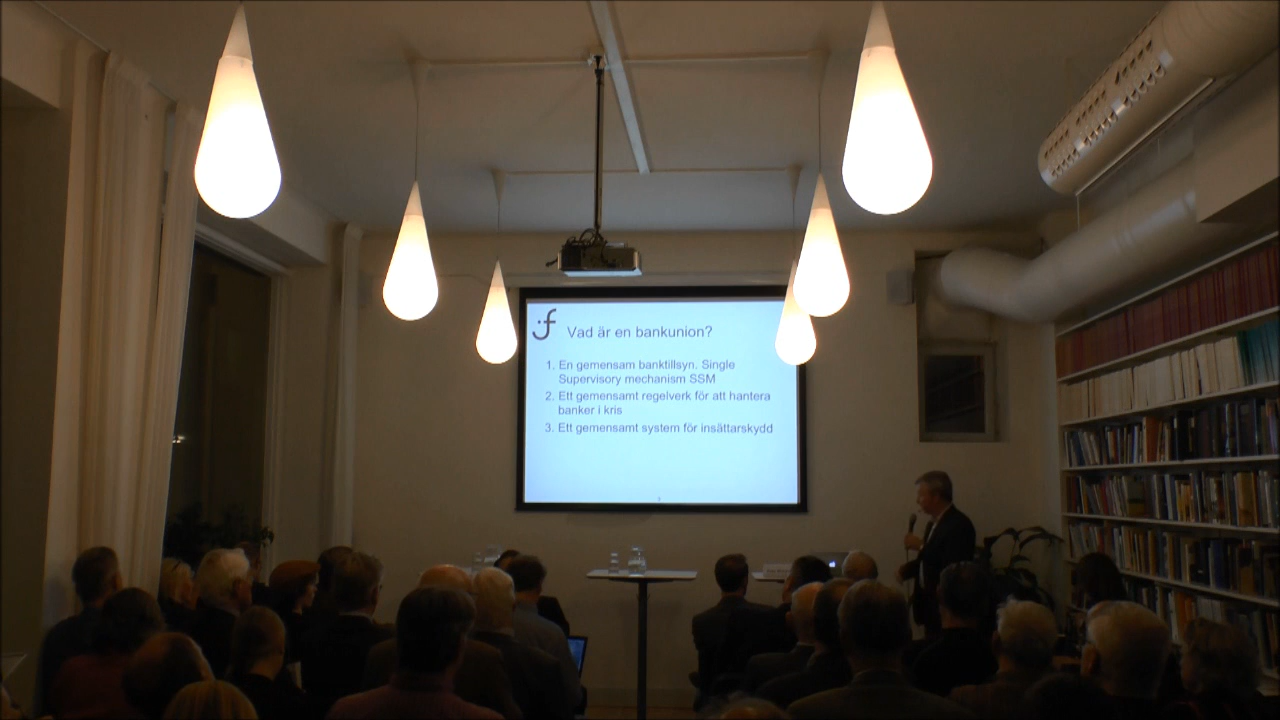 Vad är en bankunion?
1. En gemensam banktillsyn. Single
Supervisory mechanism SSM
2. Ett gemensamt regelverk för att hantera
banker i kris
3. Ett gemensamt system för insättarskydd